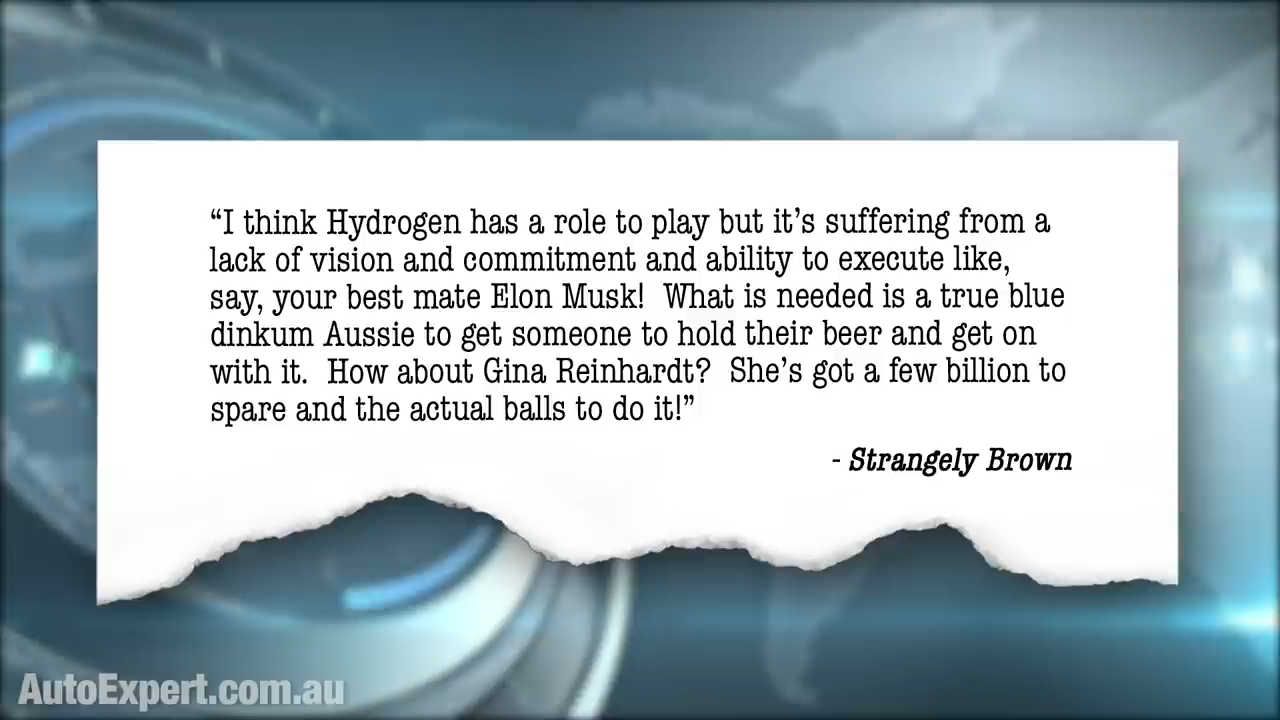 “I think Hydrogen has a role to play but it’s suffering from a
lack of vision and commitment and ability to execute like,
say, your best mate Elon Musk!  What is needed is a true blue
dinkum Aussie to get someone to hold their beer and get on
with it.  How about Gina Reinhardt?  She’s got a few billion to
spare and the actual balls to do it!”
- Strangely Brown
AutoExpert.com.au